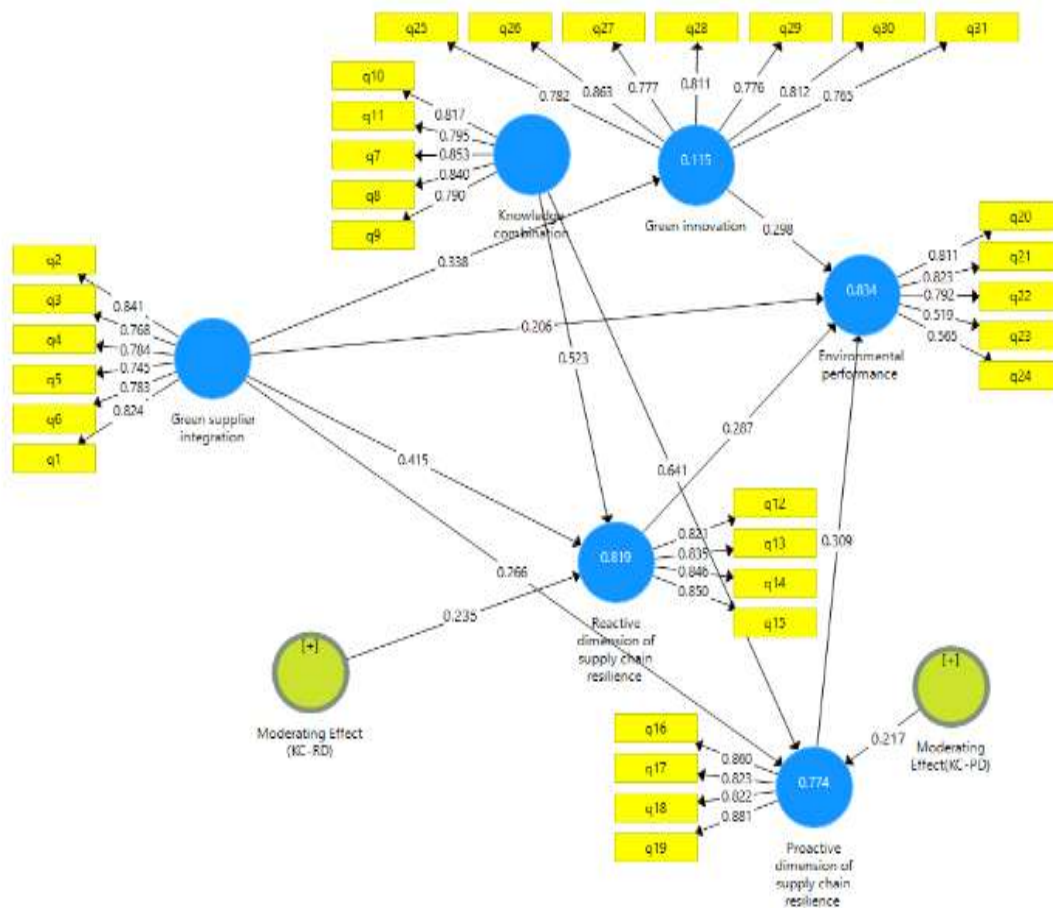 q25 q26 q27 q28 q29 q30 q31
0.782 0.863 0.777 0.811 0.776 0.812 0.765
q10
q11
q7
q8
q9
0.817
0.795
0.853
0.840
0.790
Knowledge
combination
0.115
Green innovation
0.338
0.298
q2
q3
q4
q5
q6
q1
0.841
0.768
0.784
0.745
0.783
0.824
Green supplier
integration
0.206
0.523
0.834
Environmental
performance
q20
q21
q22
q23
q24
0.811
0.823
0.792
0.519
0.565
0.415
0.641
0.287
0.309
0.266
0.235
0.819
Reactive
dimension of
supply chain
resilience
q12
q13
q14
q15
0.821
0.835
0.846
0.850
[+]
Moderating Effect
(KC-RD)
[+]
Moderating
Effect(KC-PD)
0.217
q16
q17
q18
q19
0.860
0.823
0.822
0.881
0.774
Proactive
dimension of
supply chain
resilience